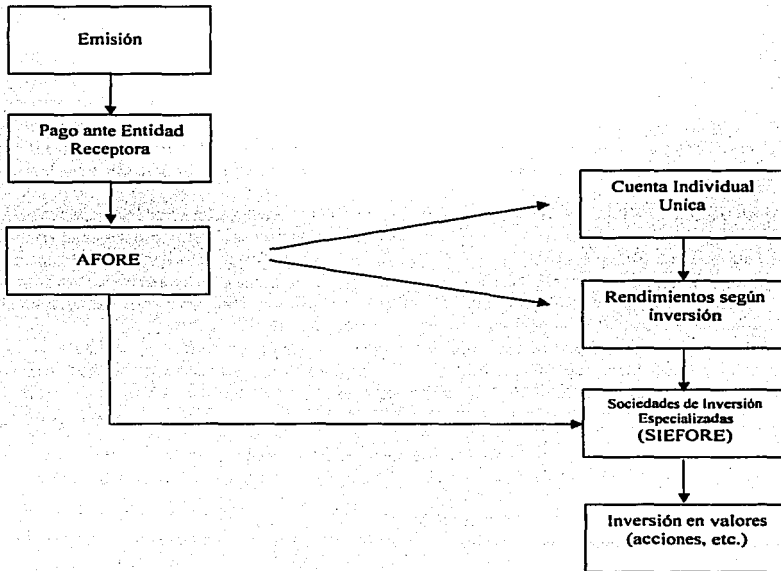 Emisión
Pago ante Entidad
Receptora
AFORE
Cuenta Individual
Unica
Rendimientos según
inversión
Sociedades de Inversión
Especializadas
(SIEFORE)
Inversión en valores
(acciones, etc.)